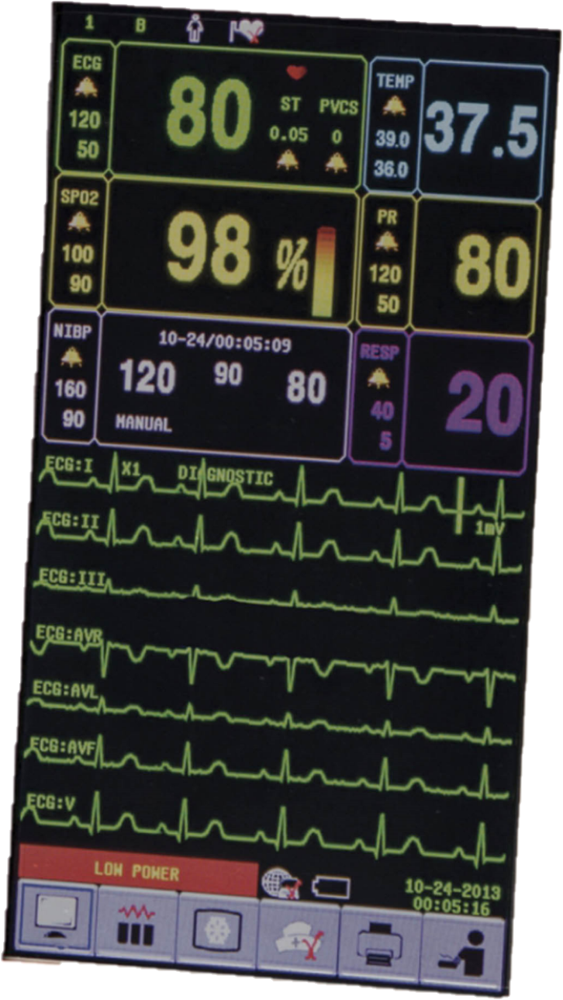 1 B
ECG
120
50
80
ST PVCS
0.05 0
TEMP
39.0
36.0
37.5
SPO2
100
90
98 %
PR
120
50
80
NIBP
160
90
10-24/00:05:09
120 90 80
MANUAL
RESP
40
5
20
ECG:I X1 DIAGNOSTIC
1mV
ECG:II
ECG:III
ECG:AVR
ECG:AVL
ECG:AVF
ECG:V
LOW POWER
10-24-2013
00:05:16